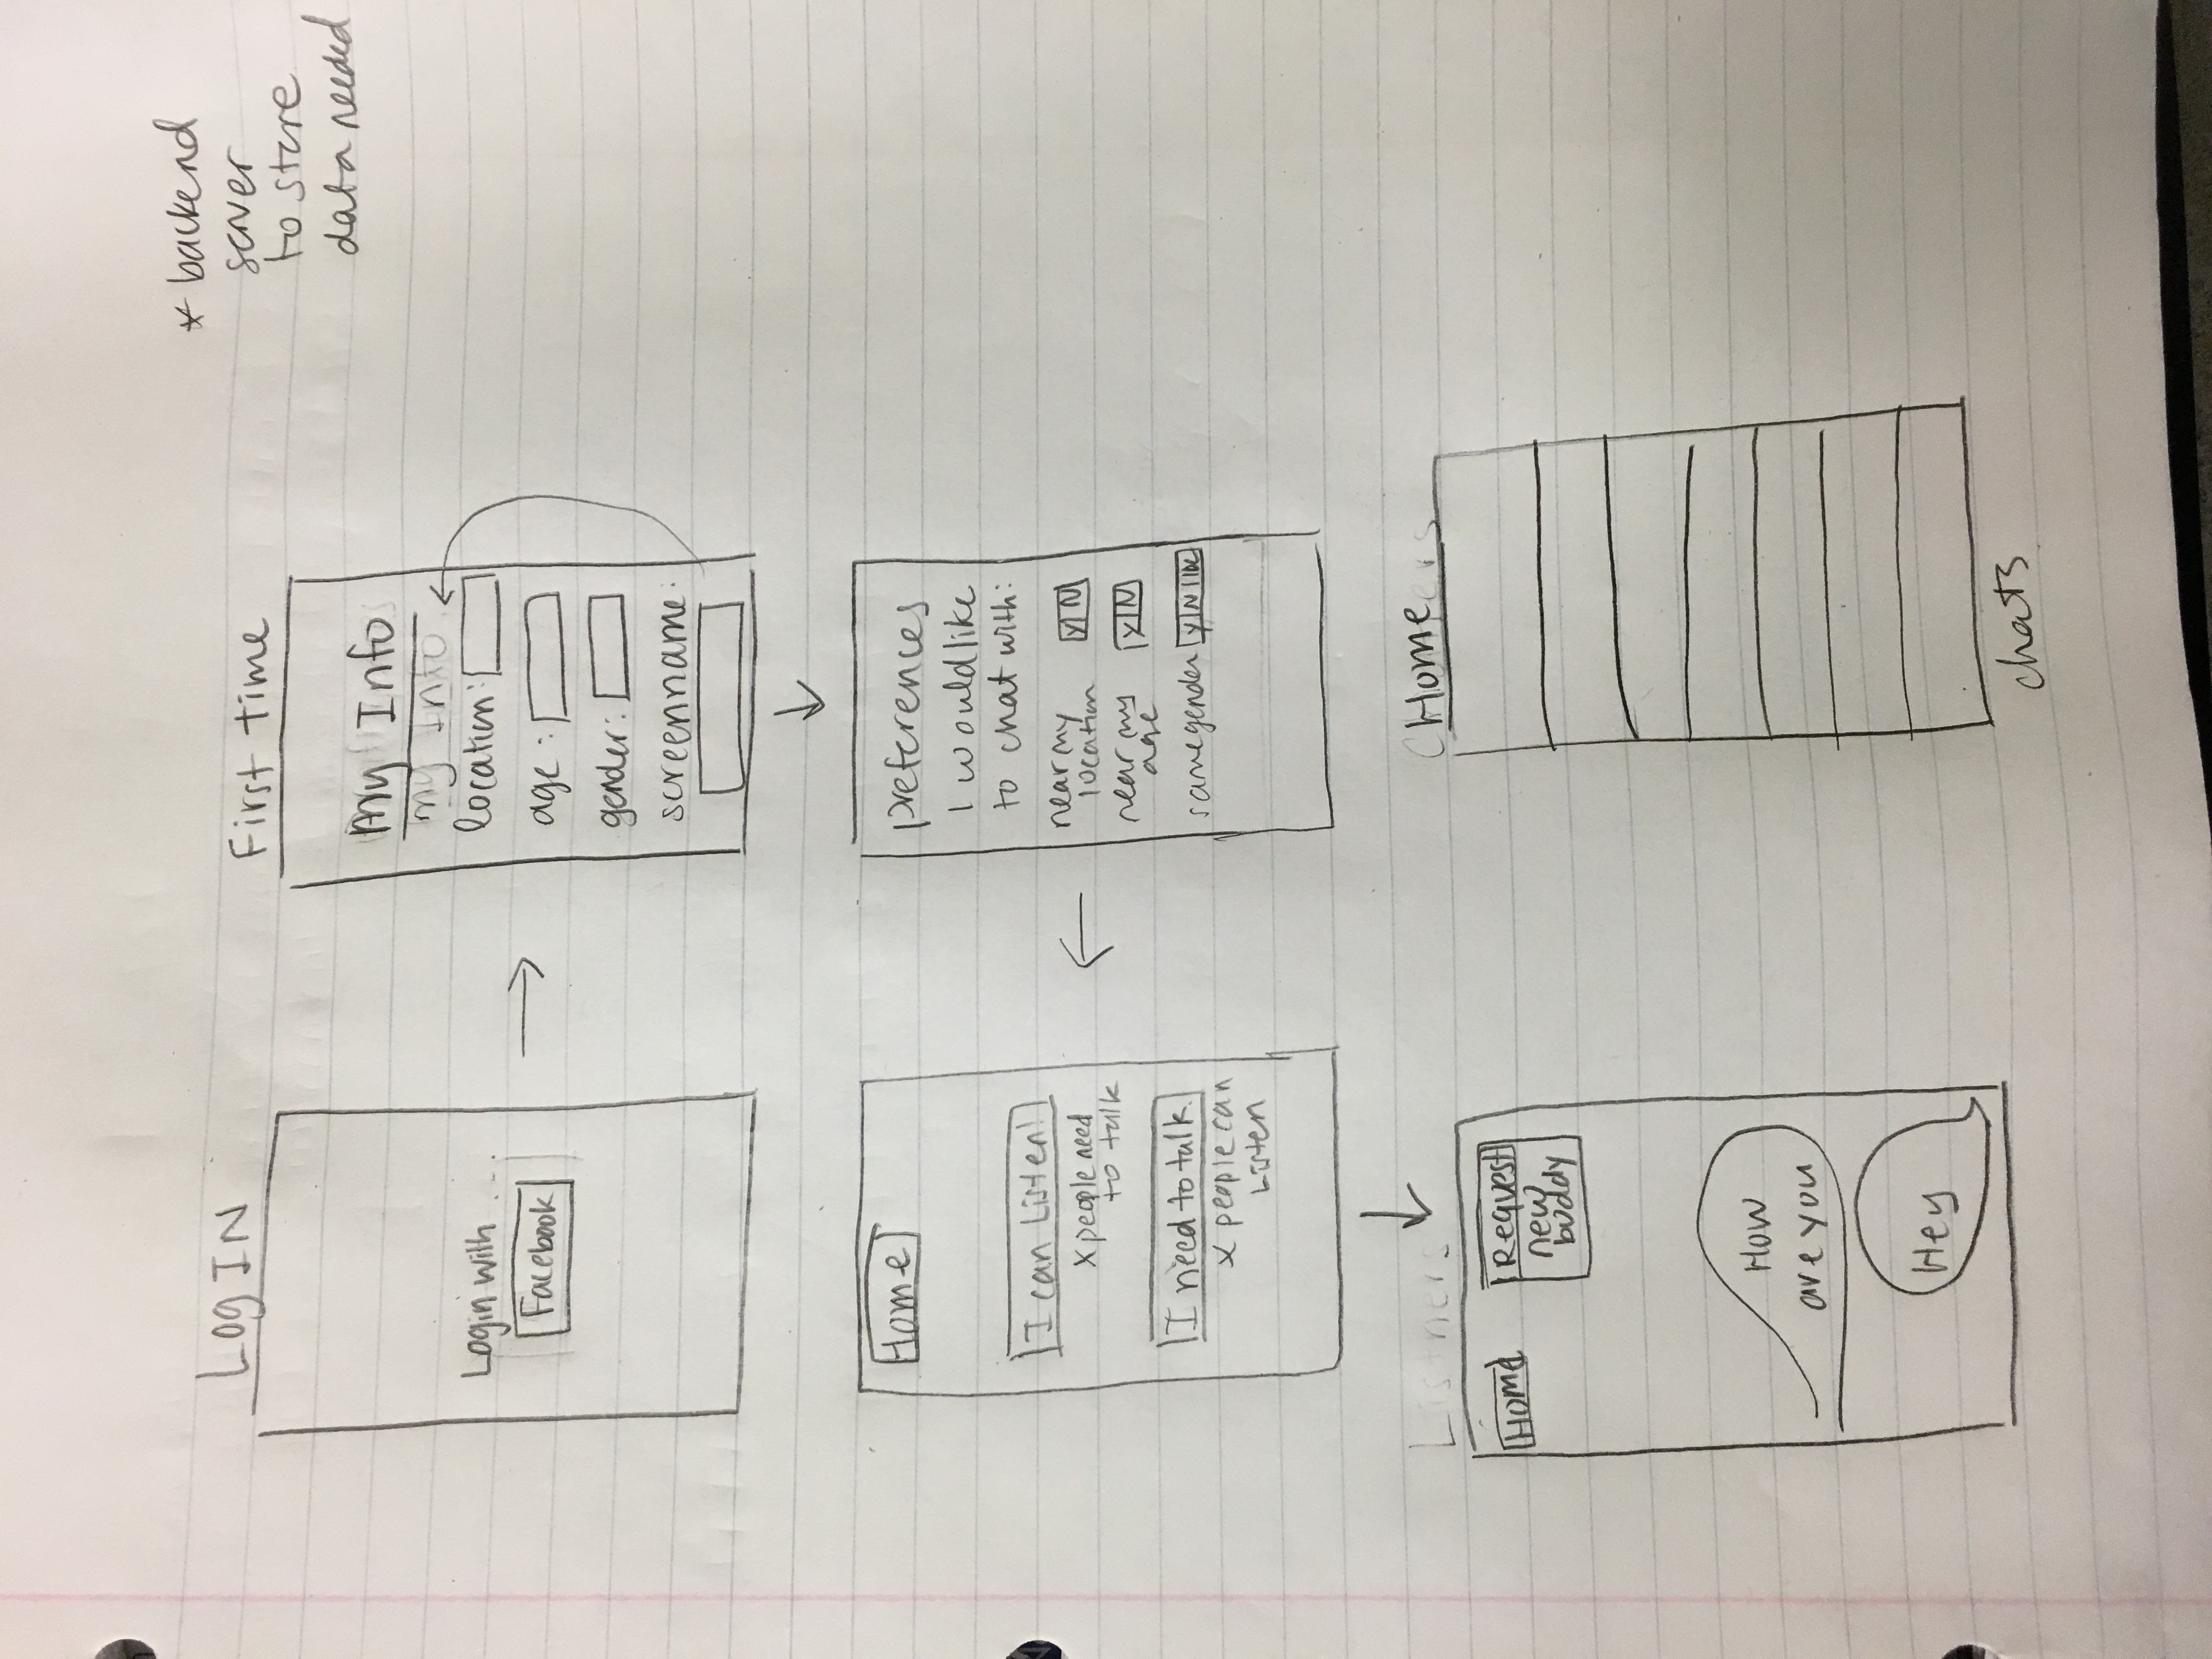 Log IN
First time
* backend
server
to store
data needed
Login with ...
Facebook
My Info
my Info
location:
age:
gender:
screenname:
Home
I can Listen!
X people need
to talk
I need to talk.
X people can
Listen
preferences
I would like
to chat with:
near my
location Y|N
near my
age Y|N
same gender Y|N|idc
Listners
Home
Request
new
buddy
How
are you
Hey
Home
chats